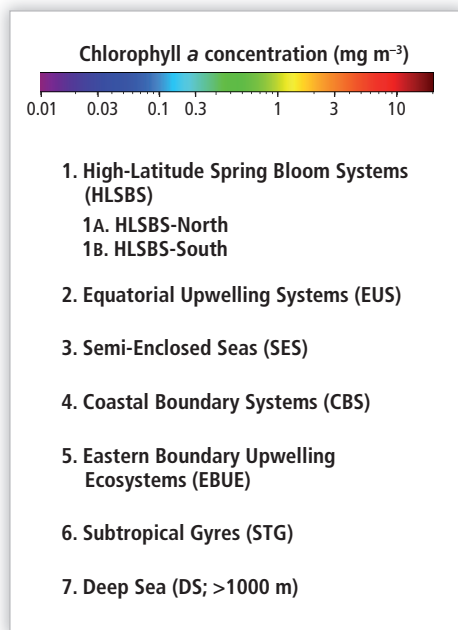 Chlorophyll a concentration (mg m⁻³)
0.01 0.03 0.1 0.3 1 3 10
1. High-Latitude Spring Bloom Systems
(HLSBS)
1A. HLSBS-North
1B. HLSBS-South
2. Equatorial Upwelling Systems (EUS)
3. Semi-Enclosed Seas (SES)
4. Coastal Boundary Systems (CBS)
5. Eastern Boundary Upwelling
Ecosystems (EBUE)
6. Subtropical Gyres (STG)
7. Deep Sea (DS; >1000 m)